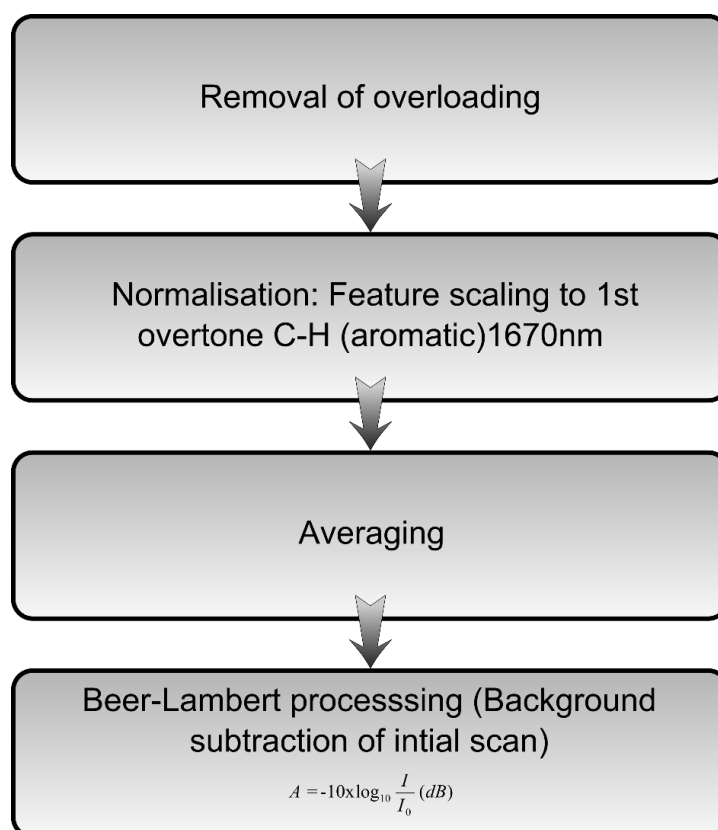 Removal of overloading
Normalisation: Feature scaling to 1st
overtone C-H (aromatic)1670nm
Averaging
Beer-Lambert processsing (Background
subtraction of intial scan)
A = -10xlog₁₀ I/I₀ (dB)